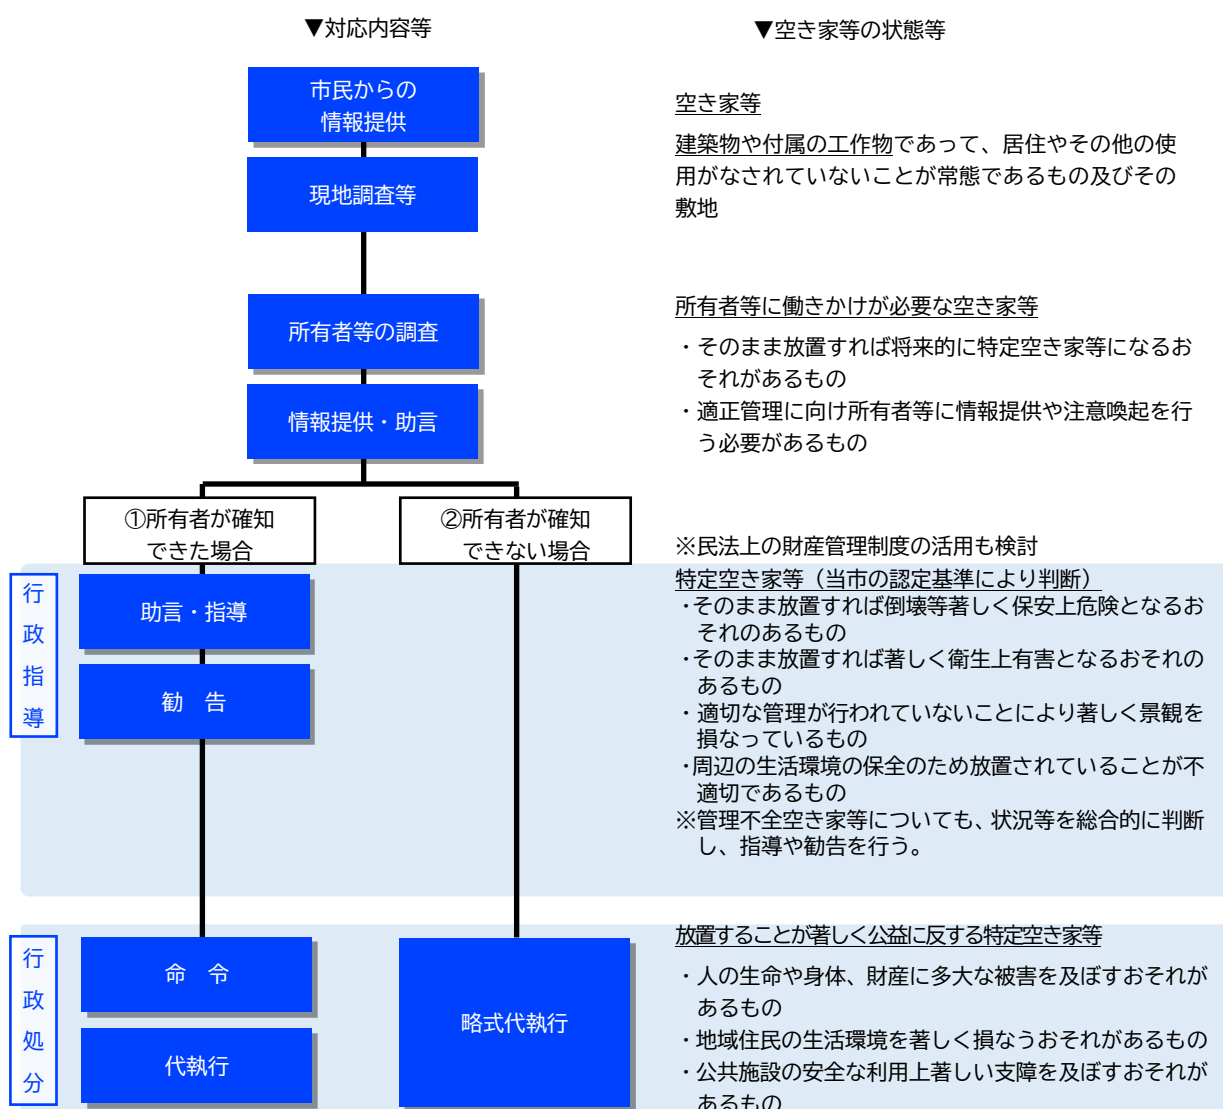 ▼対応内容等
▼空き家等の状態等
市民からの
情報提供
現地調査等
空き家等
建築物や付属の工作物であって、居住やその他の使
用がなされていないことが常態であるもの及びその
敷地
所有者等の調査
情報提供・助言
所有者等に働きかけが必要な空き家等
・そのまま放置すれば将来的に特定空き家等になるお
それがあるもの
・適正管理に向け所有者等に情報提供や注意喚起を行
う必要があるもの
①所有者が確知
できた場合
②所有者が確知
できない場合
※民法上の財産管理制度の活用も検討
行
政
指
導
助言・指導
勧　告
特定空き家等（当市の認定基準により判断）
・そのまま放置すれば倒壊等著しく保安上危険となるお
それのあるもの
・そのまま放置すれば著しく衛生上有害となるおそれの
あるもの
・適切な管理が行われていないことにより著しく景観を
損なっているもの
・周辺の生活環境の保全のため放置されていることが不
適切であるもの
※管理不全空き家等についても、状況等を総合的に判断
し、指導や勧告を行う。
行
政
処
分
命　令
代執行
略式代執行
放置することが著しく公益に反する特定空き家等
・人の生命や身体、財産に多大な被害を及ぼすおそれが
あるもの
・地域住民の生活環境を著しく損なうおそれがあるもの
・公共施設の安全な利用上著しい支障を及ぼすおそれが
あるもの